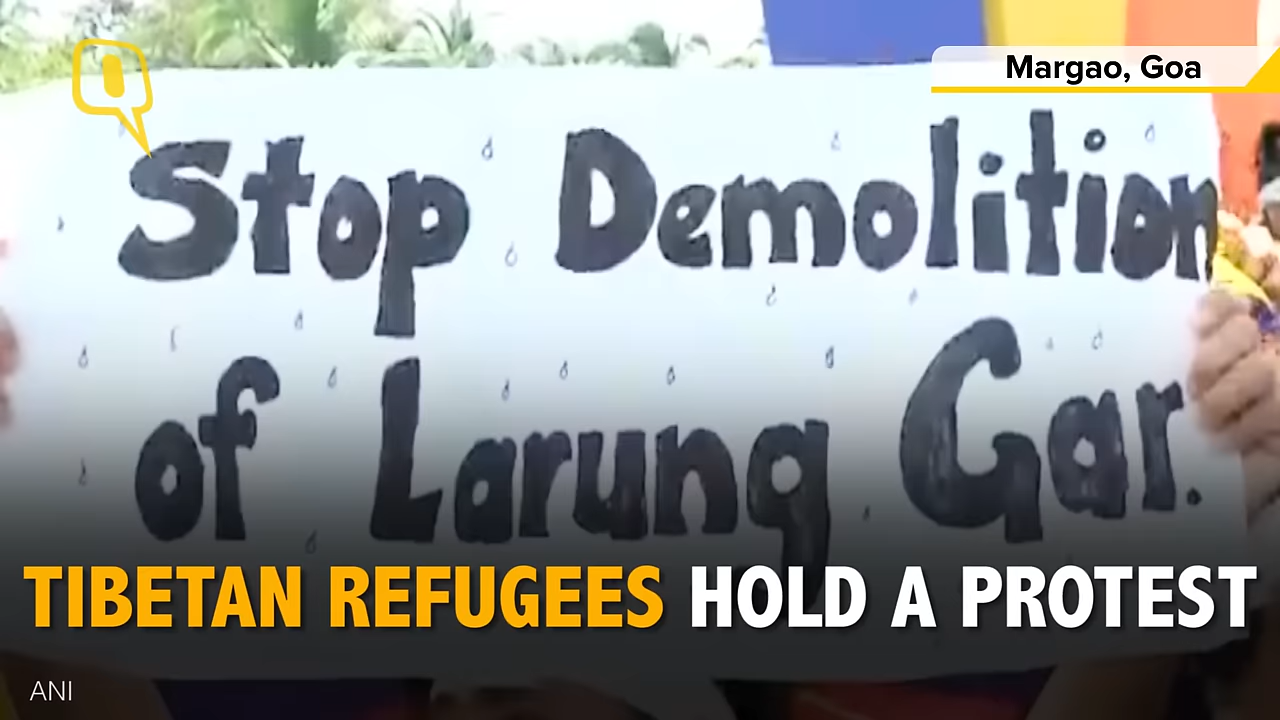 Margao, Goa
Stop Demolition
of Larung Gar.
TIBETAN REFUGEES HOLD A PROTEST
ANI